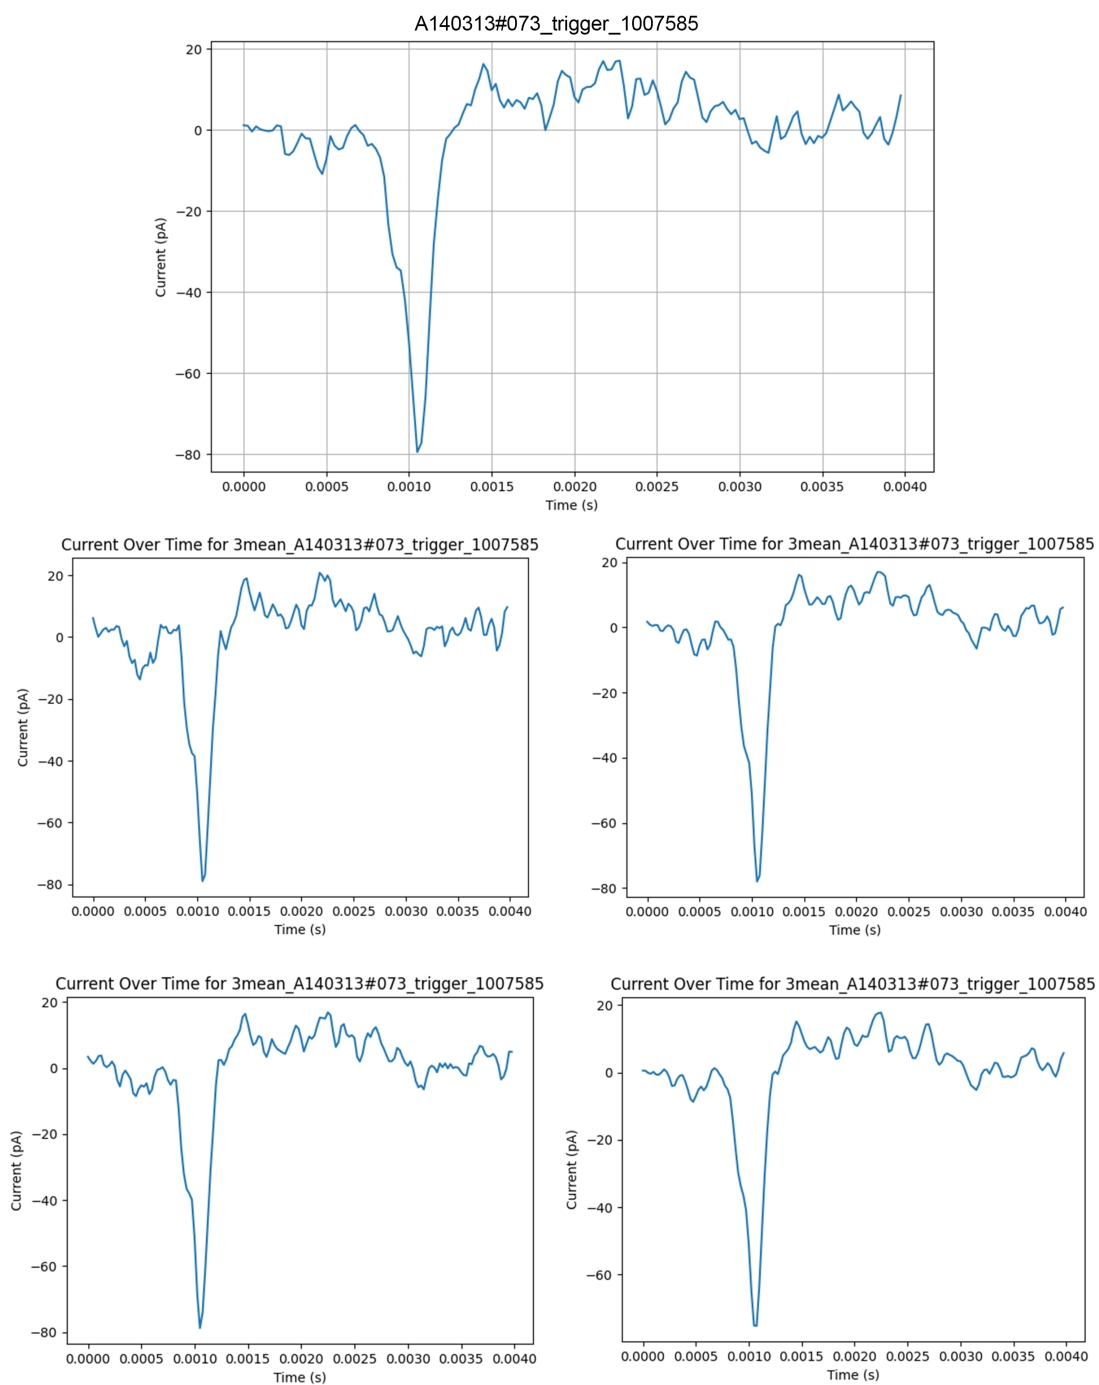 A140313#073_trigger_1007585
20
0
−20
−40
−60
−80
Current (pA)
0.0000 0.0005 0.0010 0.0015 0.0020 0.0025 0.0030 0.0035 0.0040
Time (s)
Current Over Time for 3mean_A140313#073_trigger_1007585
20
0
−20
−40
−60
−80
Current (pA)
0.0000 0.0005 0.0010 0.0015 0.0020 0.0025 0.0030 0.0035 0.0040
Time (s)
Current Over Time for 3mean_A140313#073_trigger_1007585
20
0
−20
−40
−60
−80
Current (pA)
0.0000 0.0005 0.0010 0.0015 0.0020 0.0025 0.0030 0.0035 0.0040
Time (s)
Current Over Time for 3mean_A140313#073_trigger_1007585
20
0
−20
−40
−60
−80
Current (pA)
0.0000 0.0005 0.0010 0.0015 0.0020 0.0025 0.0030 0.0035 0.0040
Time (s)
Current Over Time for 3mean_A140313#073_trigger_1007585
20
0
−20
−40
−60
Current (pA)
0.0000 0.0005 0.0010 0.0015 0.0020 0.0025 0.0030 0.0035 0.0040
Time (s)